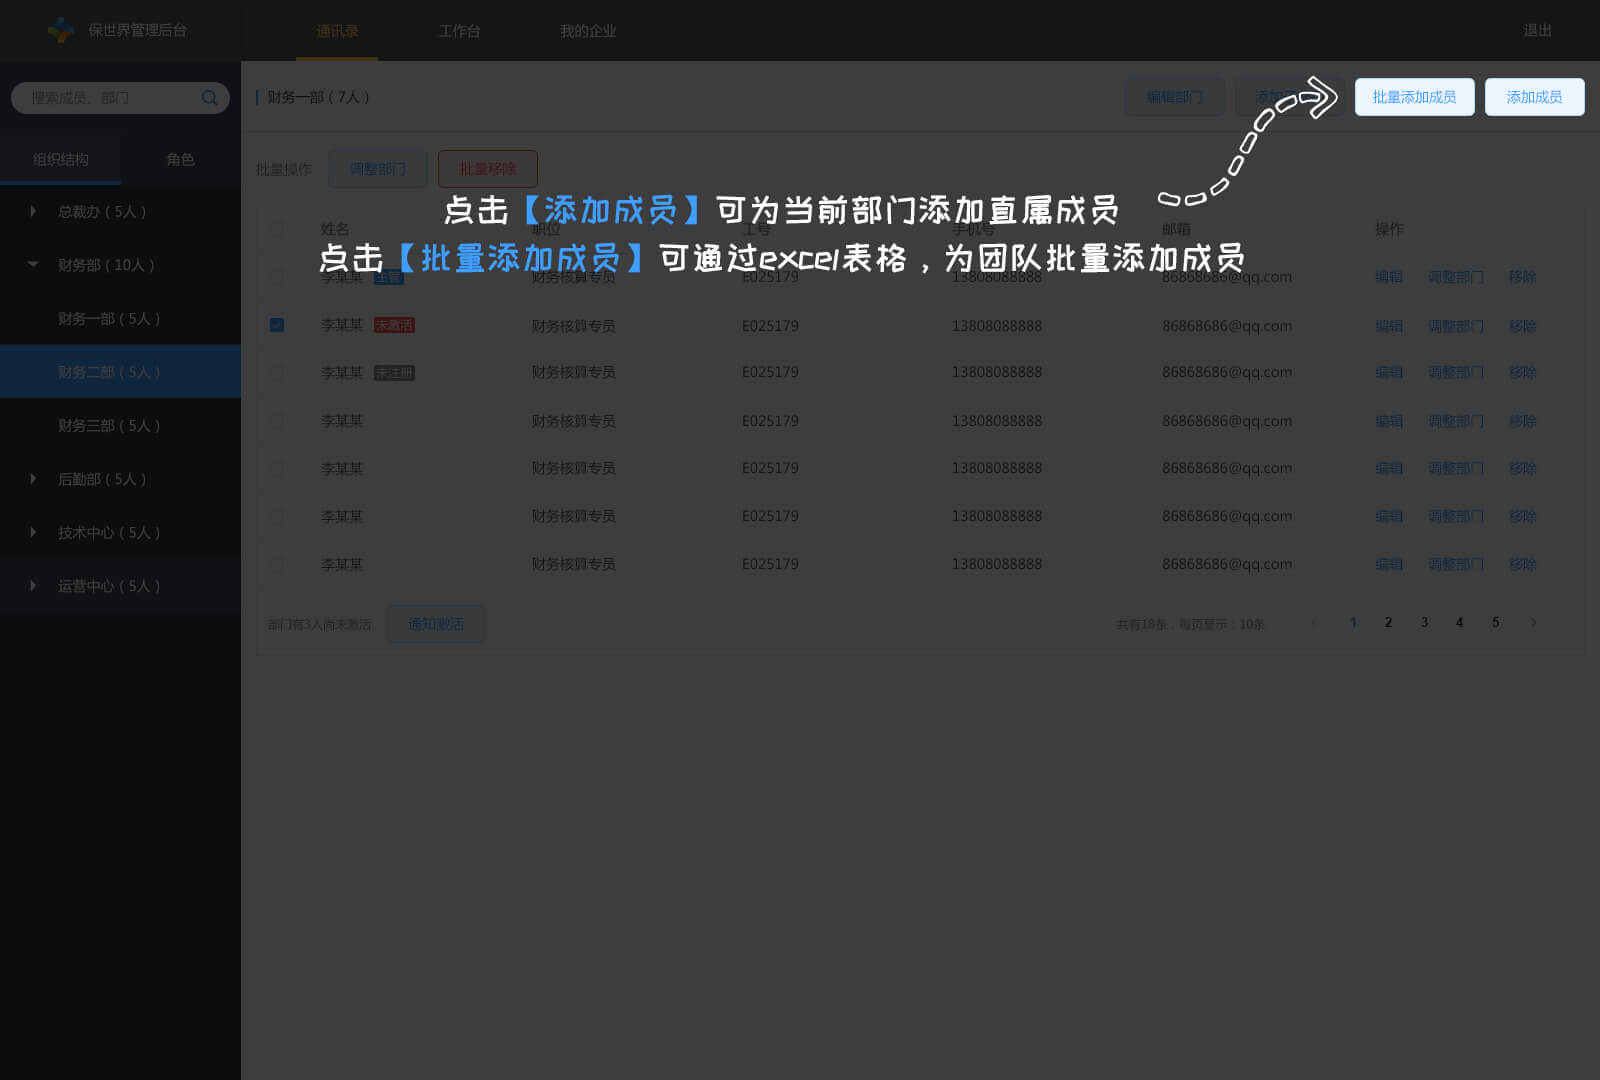 保世界管理后台 通讯录 工作台 我的企业 退出
搜索成员、部门
财务一部（7人） 编辑部门 添加 批量添加成员 添加成员
组织结构 角色
批量操作 调整部门 批量移除
点击【添加成员】可为当前部门添加直属成员
点击【批量添加成员】可通过excel表格，为团队批量添加成员
总裁办（5人）
财务部（10人）
财务一部（5人）
财务二部（5人）
财务三部（5人）
后勤部（5人）
技术中心（5人）
运营中心（5人）
姓名 职位 工号 手机号 邮箱 操作
李某某 主管 财务核算专员 E025179 13808088888 86868686@qq.com 编辑 调整部门 移除
李某某 未激活 财务核算专员 E025179 13808088888 86868686@qq.com 编辑 调整部门 移除
李某某 未注册 财务核算专员 E025179 13808088888 86868686@qq.com 编辑 调整部门 移除
李某某 财务核算专员 E025179 13808088888 86868686@qq.com 编辑 调整部门 移除
李某某 财务核算专员 E025179 13808088888 86868686@qq.com 编辑 调整部门 移除
李某某 财务核算专员 E025179 13808088888 86868686@qq.com 编辑 调整部门 移除
李某某 财务核算专员 E025179 13808088888 86868686@qq.com 编辑 调整部门 移除
部门有3人尚未激活 通知激活 共有18条，每页显示：10条 1 2 3 4 5